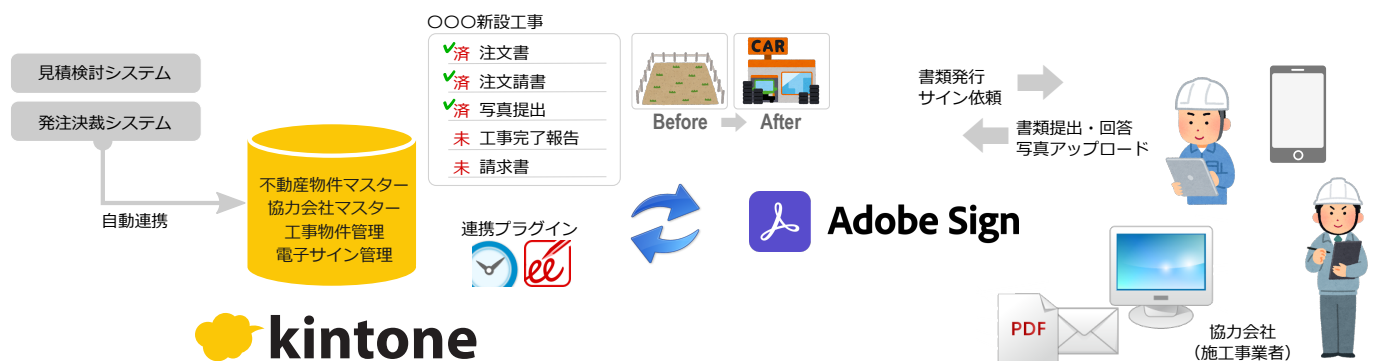 見積検討システム
発注決裁システム
自動連携
不動産物件マスター
協力会社マスター
工事物件管理
電子サイン管理
kintone
〇〇〇新設工事
済 注文書
済 注文請書
済 写真提出
未 工事完了報告
未 請求書
CAR
Before
After
連携プラグイン
ee
Adobe Sign
書類発行
サイン依頼
書類提出・回答
写真アップロード
PDF
協力会社
（施工事業者）